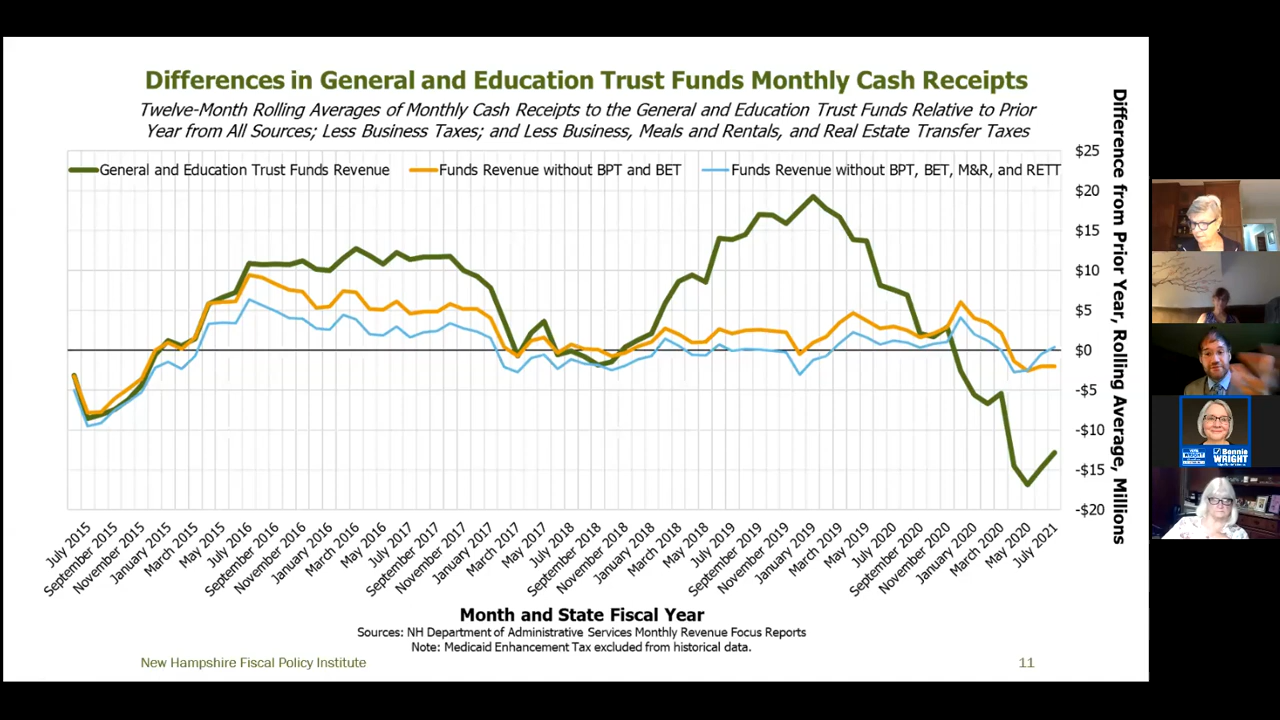 Differences in General and Education Trust Funds Monthly Cash Receipts
Twelve-Month Rolling Averages of Monthly Cash Receipts to the General and Education Trust Funds Relative to Prior
Year from All Sources; Less Business Taxes; and Less Business, Meals and Rentals, and Real Estate Transfer Taxes
General and Education Trust Funds Revenue
Funds Revenue without BPT and BET
Funds Revenue without BPT, BET, M&R, and RETT
$25
$20
$15
$10
$5
$0
-$5
-$10
-$15
-$20
Difference from Prior Year, Rolling Average, Millions
July 2015
September 2015
November 2015
January 2015
March 2015
May 2015
July 2016
September 2016
November 2016
January 2016
March 2016
May 2016
July 2017
September 2017
November 2017
January 2017
March 2017
May 2017
July 2018
September 2018
November 2018
January 2018
March 2018
May 2018
July 2019
September 2019
November 2019
January 2019
March 2019
May 2019
July 2020
September 2020
November 2020
January 2020
March 2020
May 2020
July 2021
Month and State Fiscal Year
Sources: NH Department of Administrative Services Monthly Revenue Focus Reports
Note: Medicaid Enhancement Tax excluded from historical data.
New Hampshire Fiscal Policy Institute
11
WRIGHT
Bonnie
WRIGHT